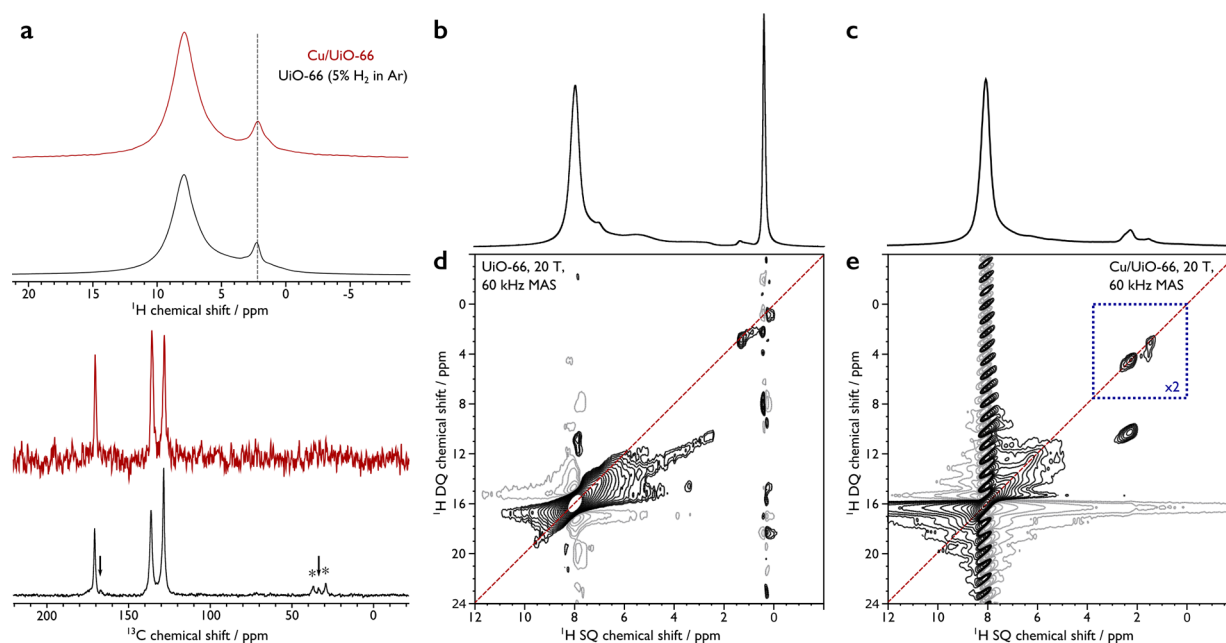 a
Cu/UiO-66
UiO-66 (5% H₂ in Ar)
20 15 10 5 0 -5
¹H chemical shift / ppm
* *
200 150 100 50 0
¹³C chemical shift / ppm
b
c
d
UiO-66, 20 T,
60 kHz MAS
¹H DQ chemical shift / ppm
0
4
8
12
16
20
24
12 10 8 6 4 2 0
¹H SQ chemical shift / ppm
e
Cu/UiO-66, 20 T,
60 kHz MAS
x2
¹H DQ chemical shift / ppm
0
4
8
12
16
20
24
12 10 8 6 4 2 0
¹H SQ chemical shift / ppm